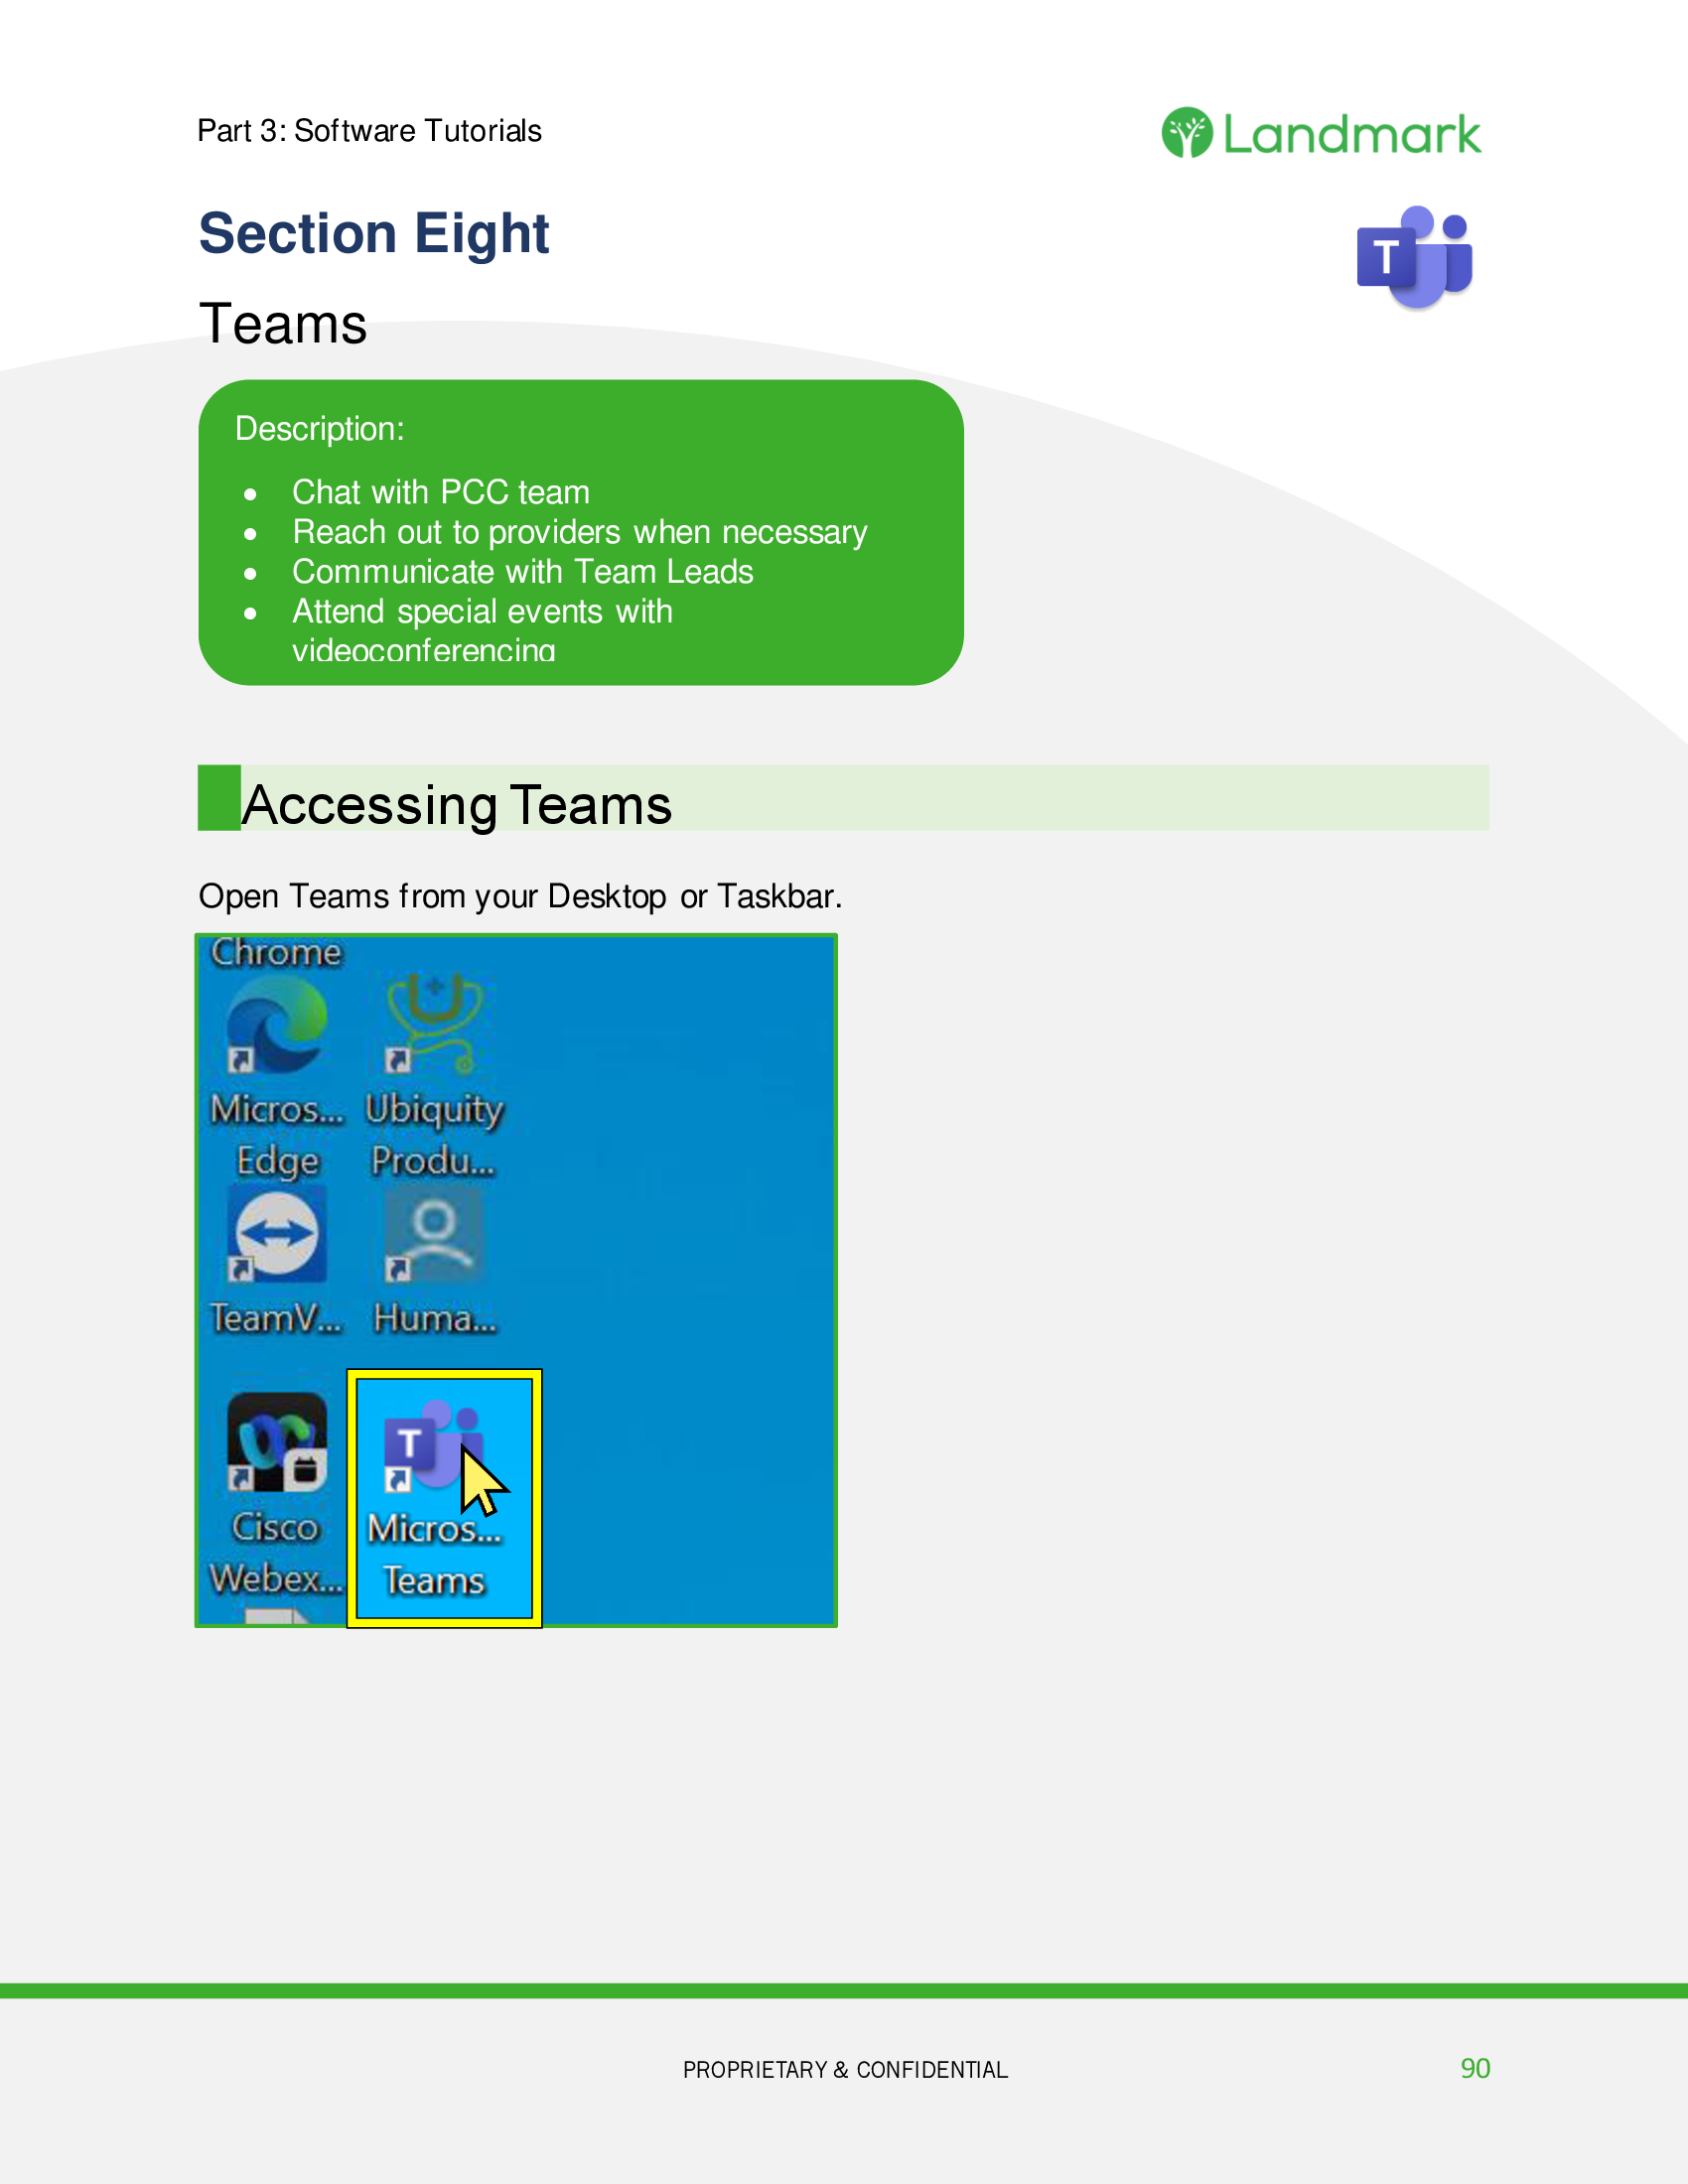 Part 3: Software Tutorials
Landmark
Section Eight
T
Teams
Description:
• Chat with PCC team
• Reach out to providers when necessary
• Communicate with Team Leads
• Attend special events with
videoconferencing
Accessing Teams
Open Teams from your Desktop or Taskbar.
Chrome
Micros... Ubiquity
Edge Produ...
TeamV... Huma...
T
Cisco Micros...
Webex... Teams
PROPRIETARY & CONFIDENTIAL
90